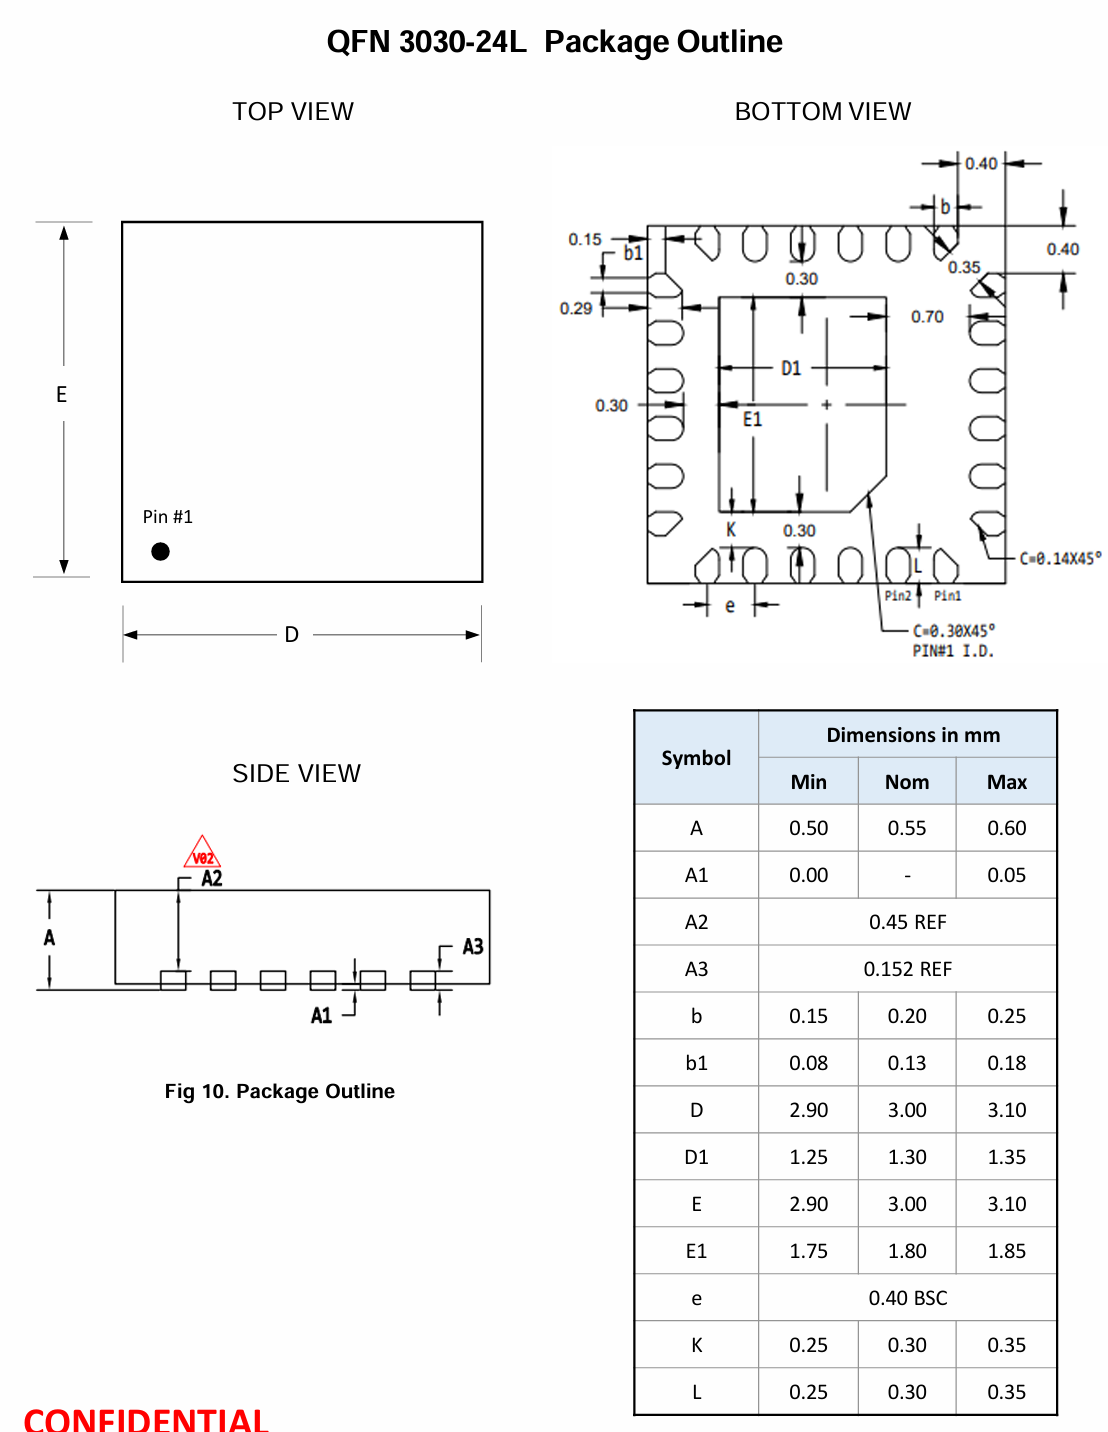 QFN 3030-24L Package Outline
TOP VIEW
BOTTOM VIEW
0.40
b
0.15
b1
0.40
0.35
0.30
0.29
0.70
D1
E
0.30
E1
Pin #1
K
0.30
L
C=0.14X45°
Pin2
Pin1
e
D
C=0.30X45°
PIN#1 I.D.
SIDE VIEW
V02
A2
A
A3
A1
Fig 10. Package Outline
Symbol Dimensions in mm
Min Nom Max
A 0.50 0.55 0.60
A1 0.00 - 0.05
A2 0.45 REF
A3 0.152 REF
b 0.15 0.20 0.25
b1 0.08 0.13 0.18
D 2.90 3.00 3.10
D1 1.25 1.30 1.35
E 2.90 3.00 3.10
E1 1.75 1.80 1.85
e 0.40 BSC
K 0.25 0.30 0.35
L 0.25 0.30 0.35
CONFIDENTIAL